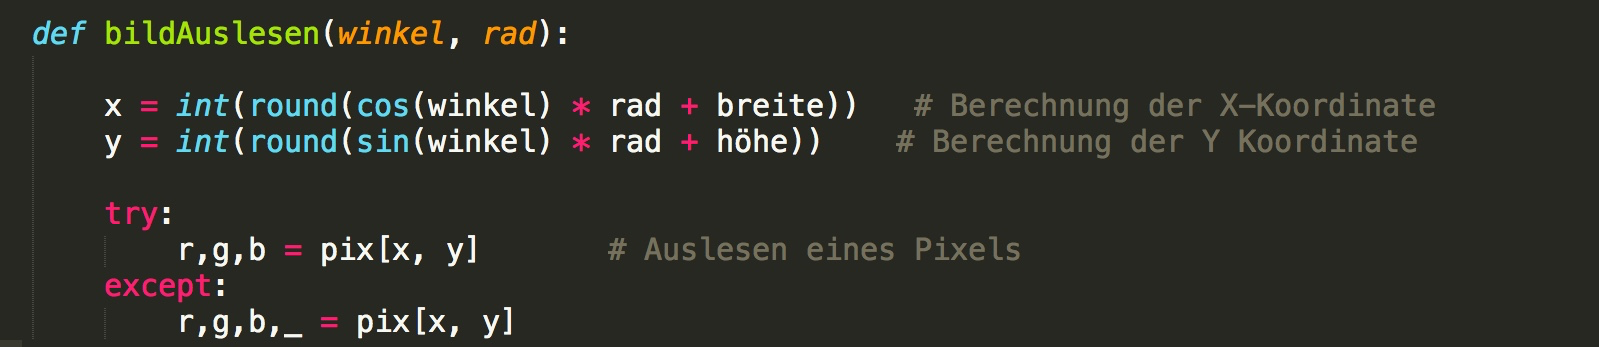 def bildAuslesen(winkel, rad):
x = int(round(cos(winkel) * rad + breite)) # Berechnung der X-Koordinate
y = int(round(sin(winkel) * rad + höhe)) # Berechnung der Y Koordinate
try:
r,g,b = pix[x, y] # Auslesen eines Pixels
except:
r,g,b,_ = pix[x, y]